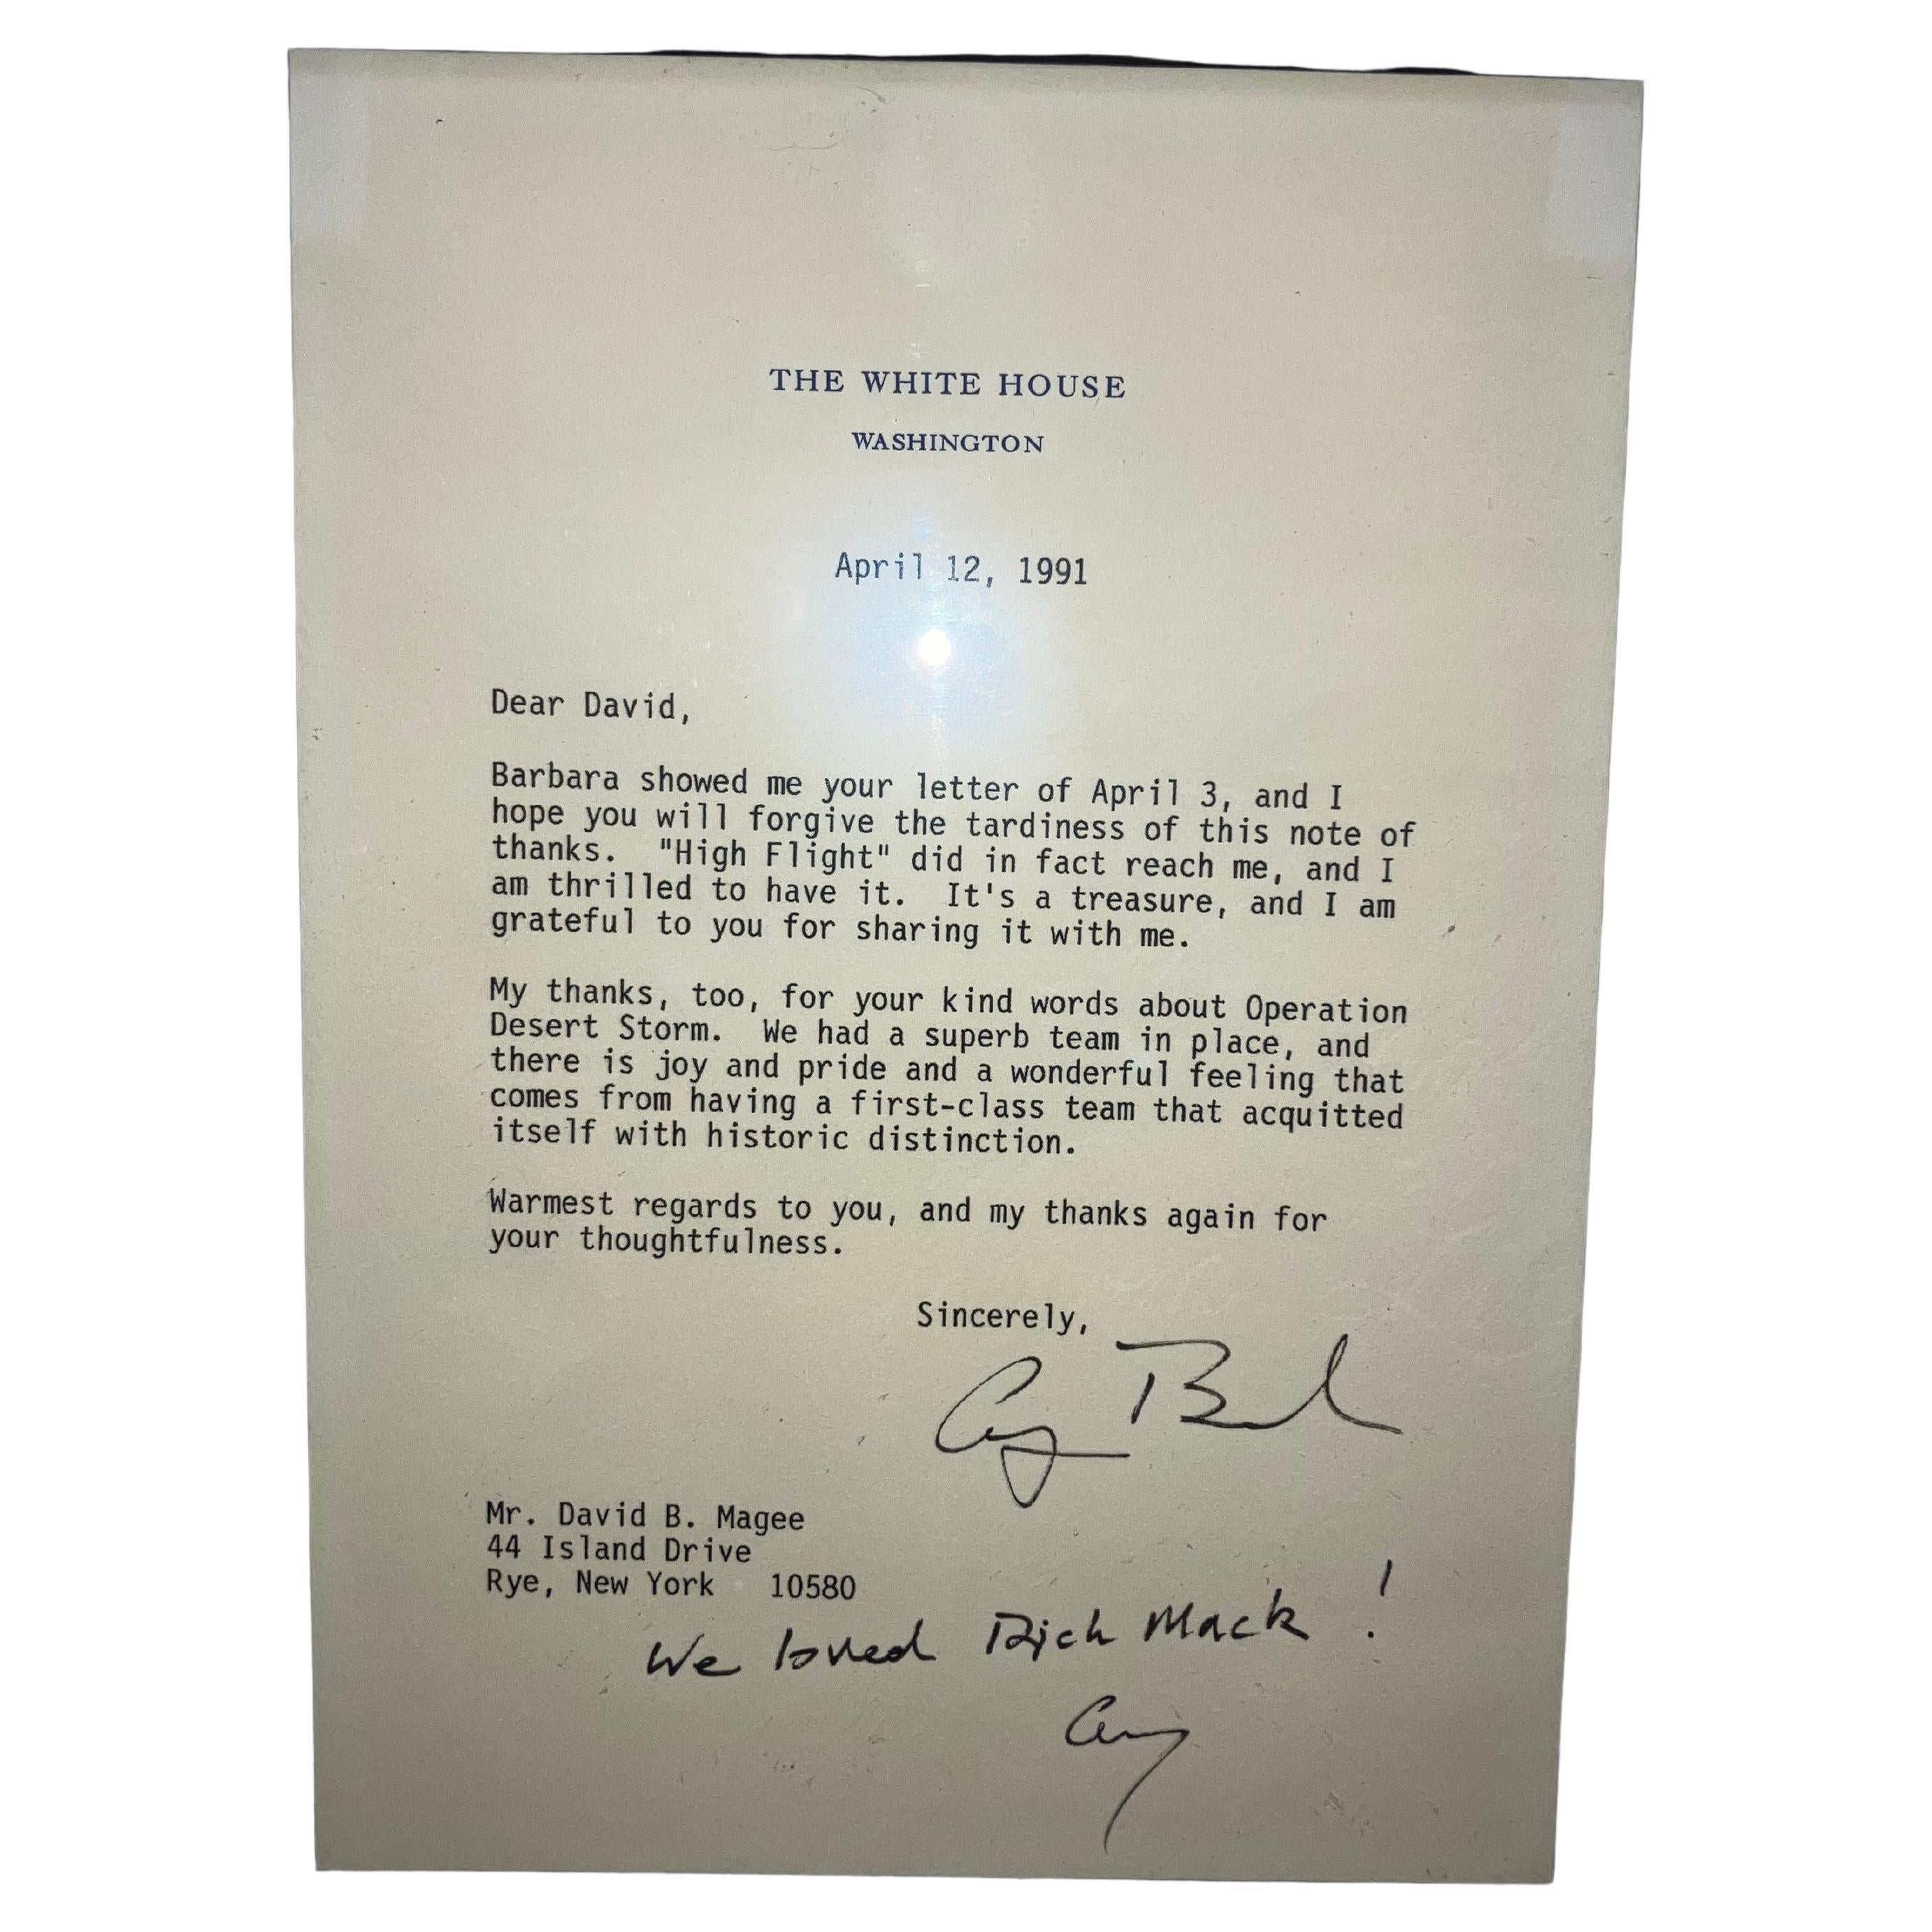 THE WHITE HOUSE
WASHINGTON
April 12, 1991
Dear David,
Barbara showed me your letter of April 3, and I
hope you will forgive the tardiness of this note of
thanks.  "High Flight" did in fact reach me, and I
am thrilled to have it.  It's a treasure, and I am
grateful to you for sharing it with me.
My thanks, too, for your kind words about Operation
Desert Storm.  We had a superb team in place, and
there is joy and pride and a wonderful feeling that
comes from having a first-class team that acquitted
itself with historic distinction.
Warmest regards to you, and my thanks again for
your thoughtfulness.
Sincerely,
Mr. David B. Magee
44 Island Drive
Rye, New York   10580
We loved Rich Mack !